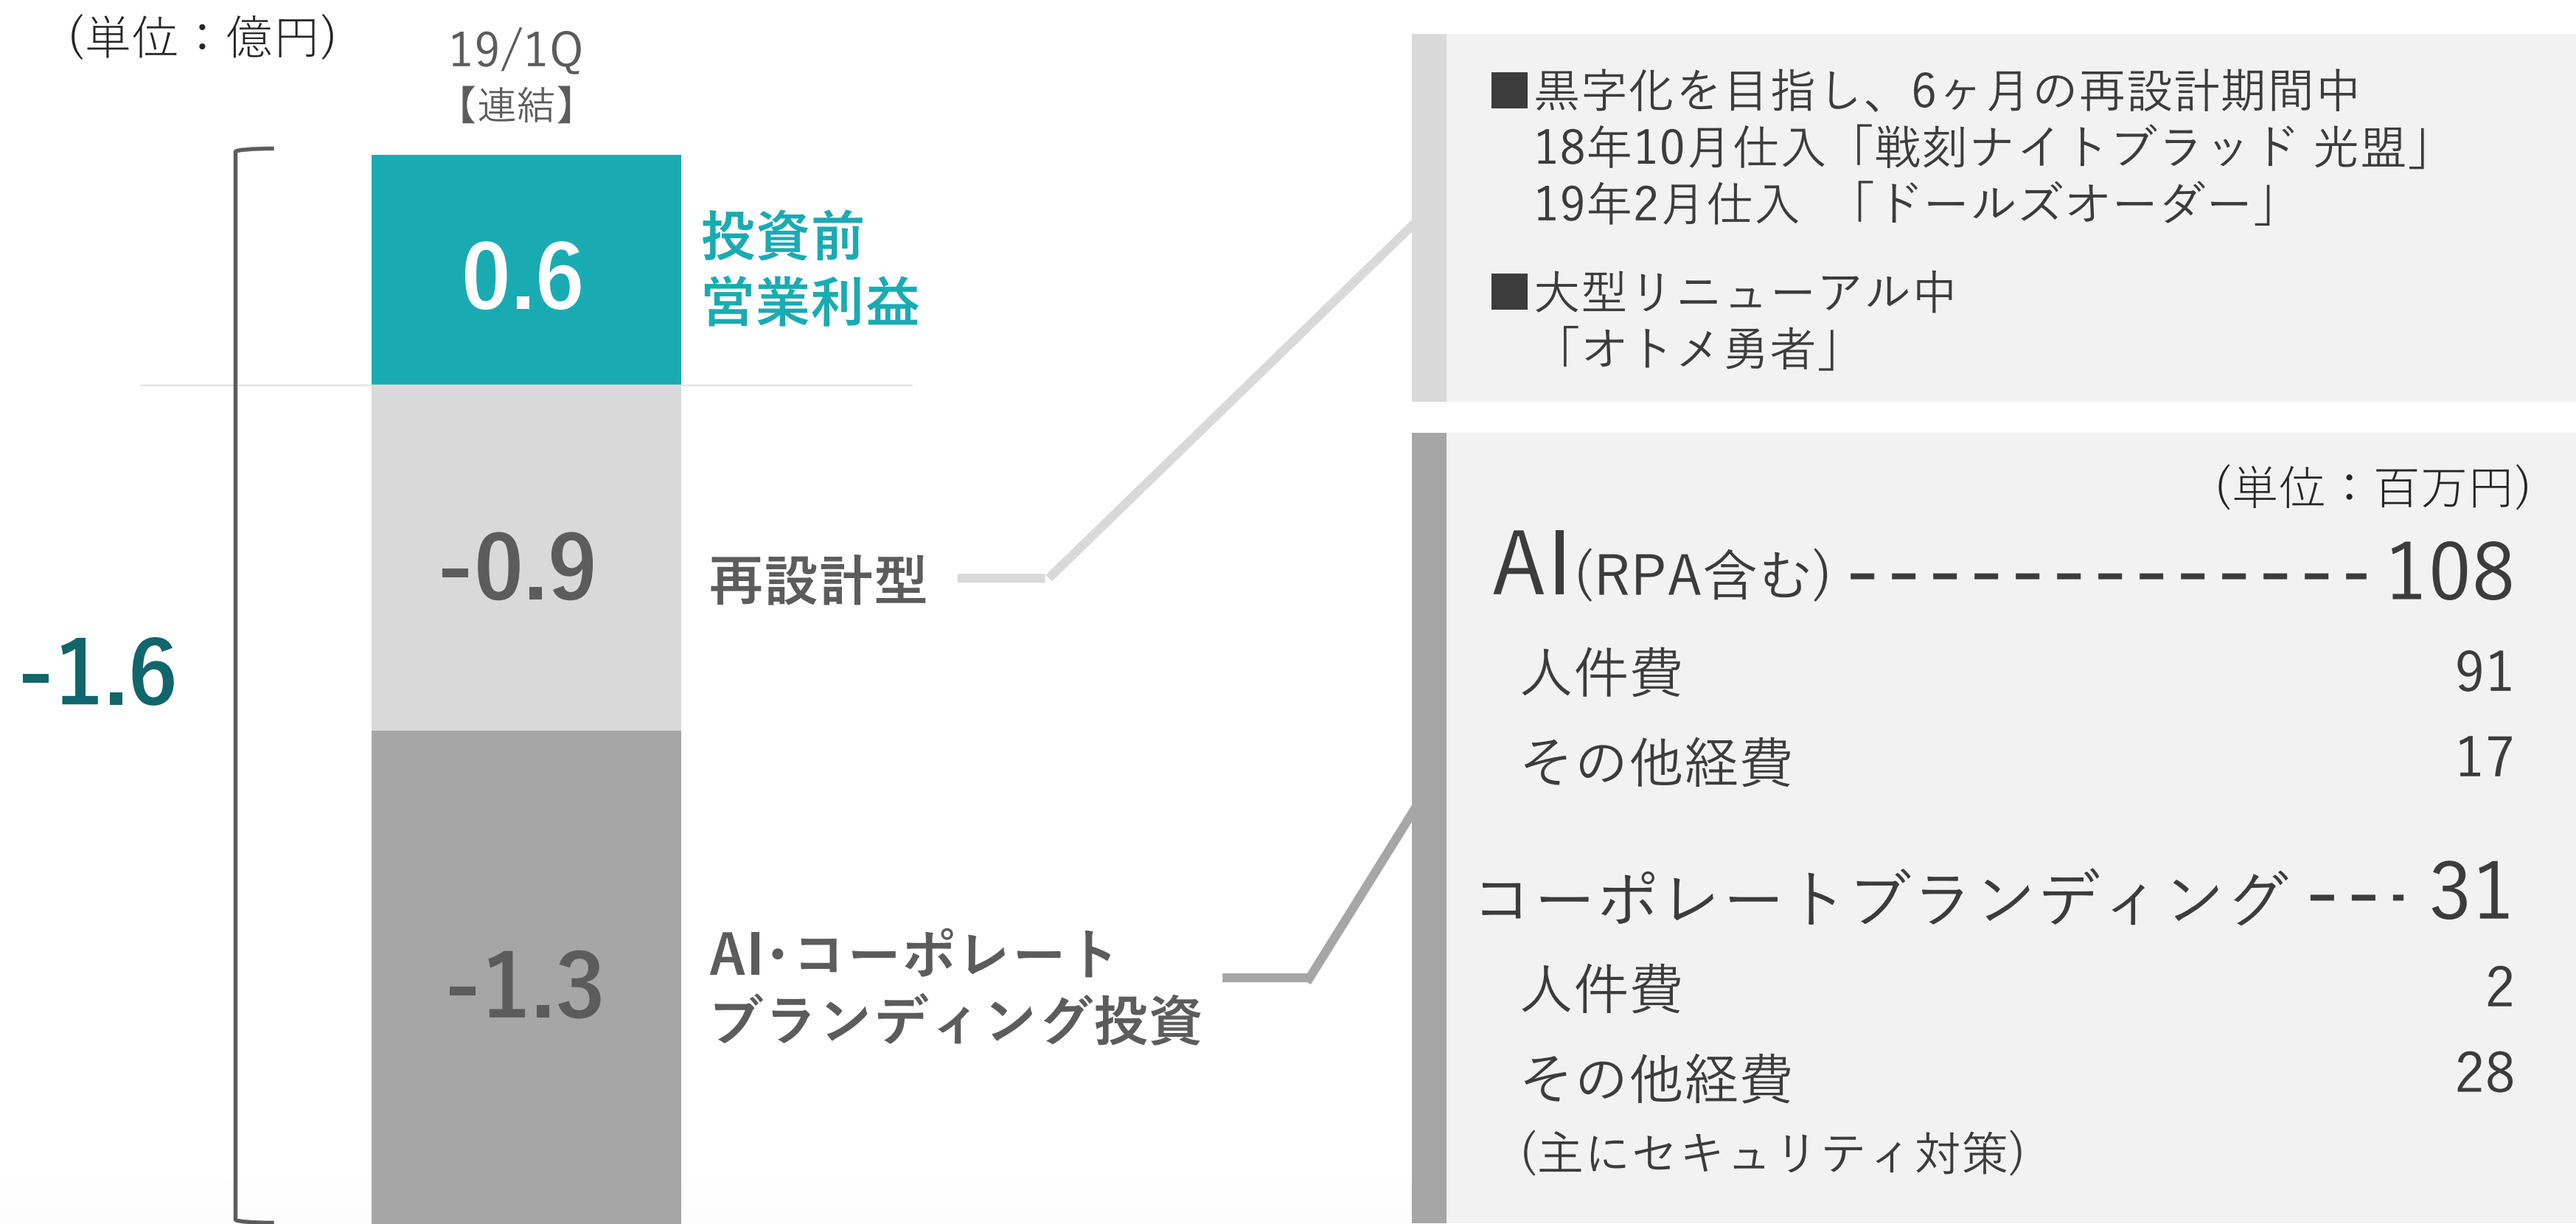 (単位：億円)
19/1Q
【連結】
0.6
投資前
営業利益
-0.9
再設計型
-1.6
-1.3
AI･コーポレート
ブランディング投資
■黒字化を目指し、6ヶ月の再設計期間中
18年10月仕入「戦刻ナイトブラッド 光盟」
19年2月仕入 「ドールズオーダー」
■大型リニューアル中
「オトメ勇者」
(単位：百万円)
AI(RPA含む) ------------- 108
人件費 91
その他経費 17
コーポレートブランディング --- 31
人件費 2
その他経費 28
(主にセキュリティ対策)